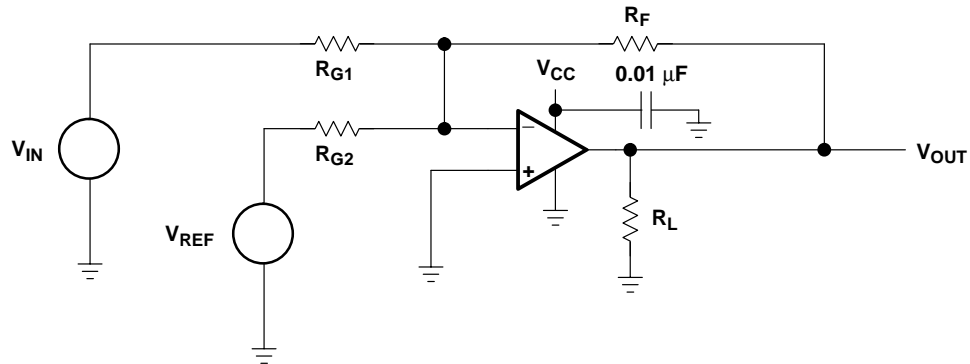 RF
RG1
VCC
0.01 μF
RG2
VIN
VOUT
VREF
RL
−
+